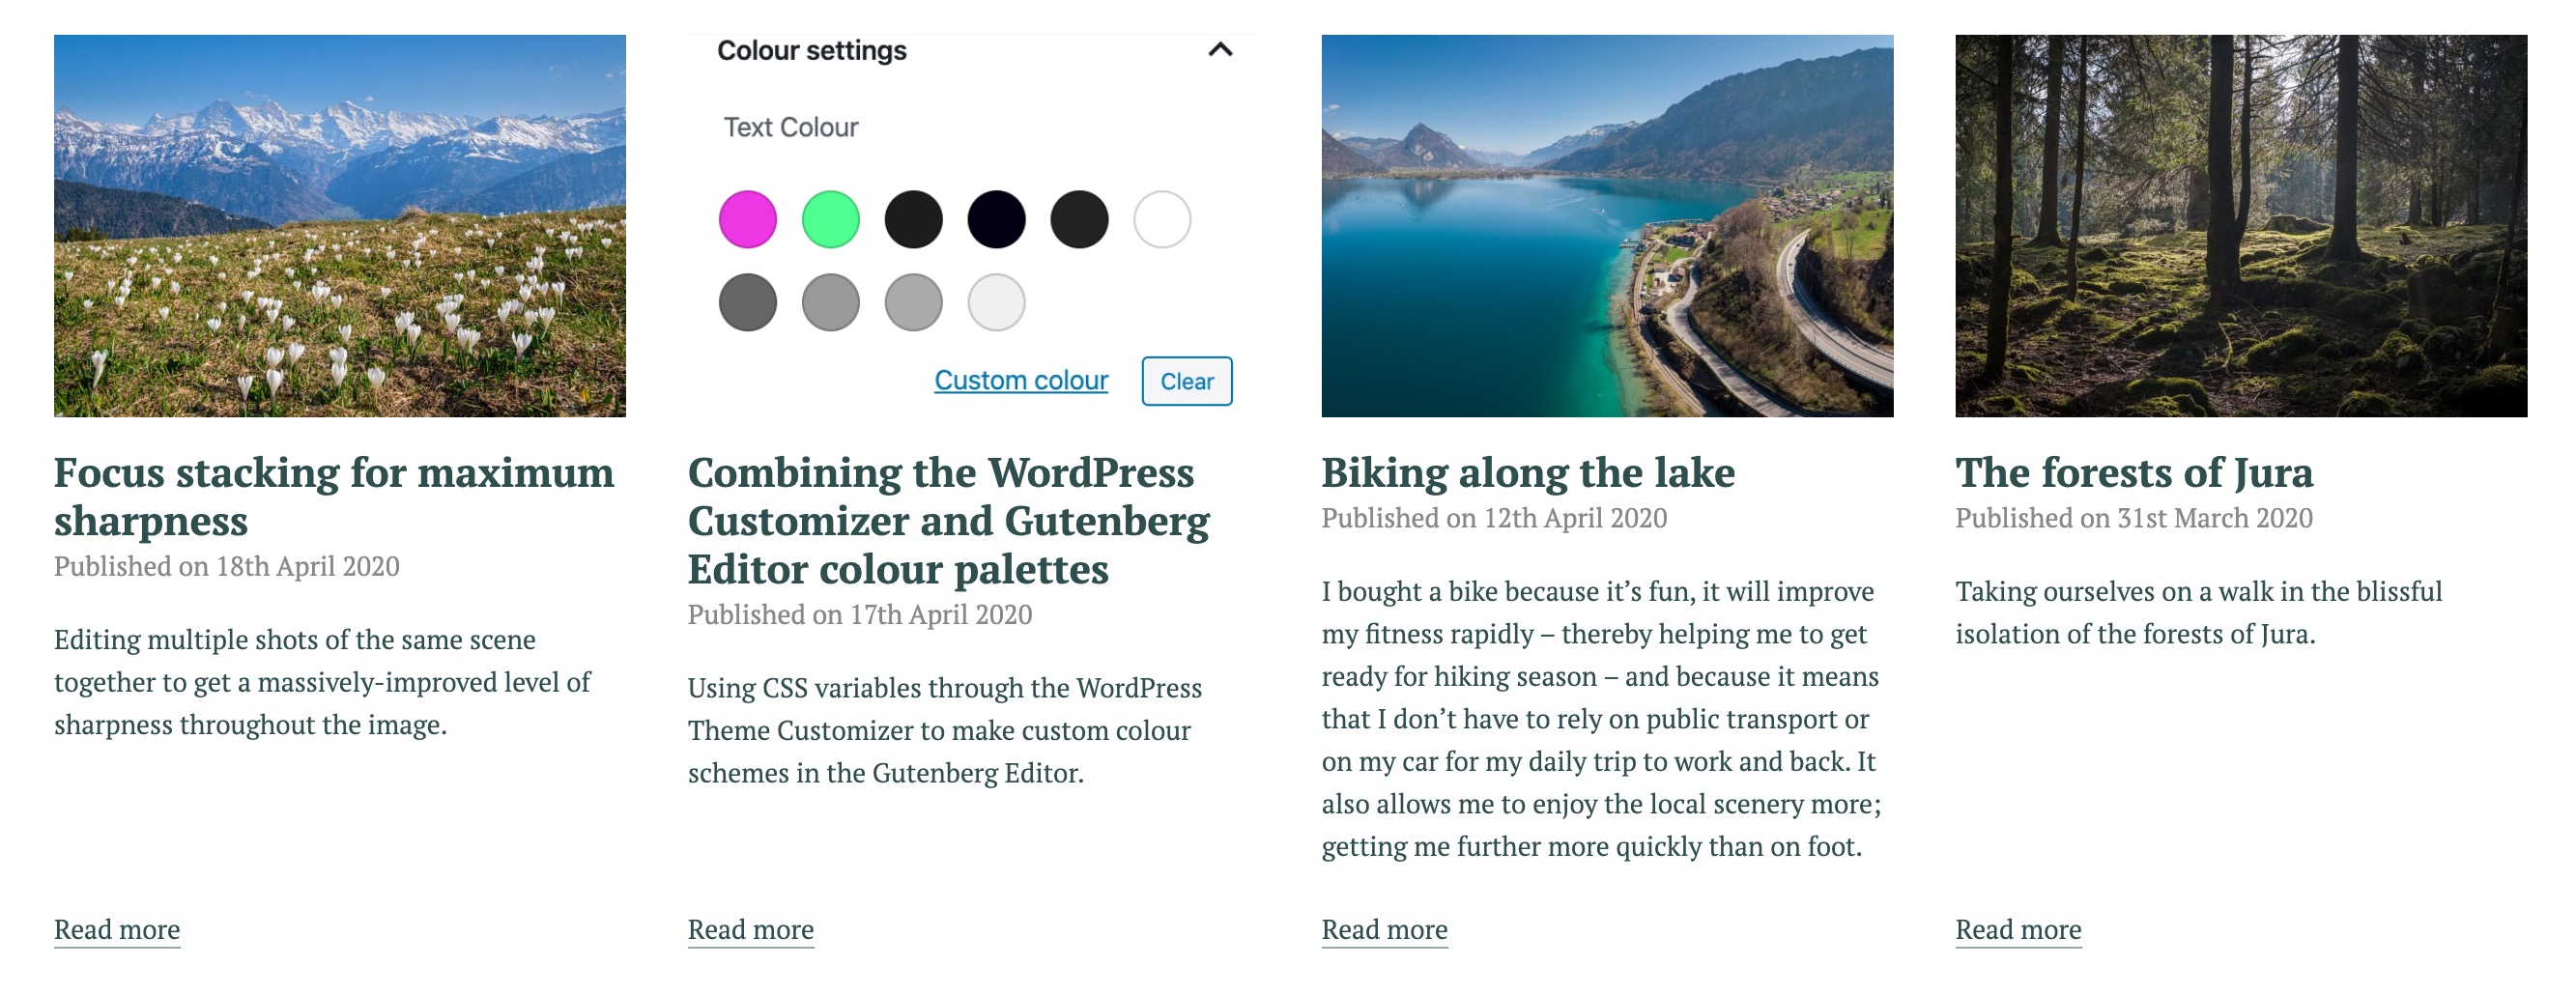 Focus stacking for maximum
sharpness
Published on 18th April 2020
Editing multiple shots of the same scene
together to get a massively-improved level of
sharpness throughout the image.
Read more
Colour settings
Text Colour
Custom colour
Clear
Combining the WordPress
Customizer and Gutenberg
Editor colour palettes
Published on 17th April 2020
Using CSS variables through the WordPress
Theme Customizer to make custom colour
schemes in the Gutenberg Editor.
Read more
Biking along the lake
Published on 12th April 2020
I bought a bike because it’s fun, it will improve
my fitness rapidly – thereby helping me to get
ready for hiking season – and because it means
that I don’t have to rely on public transport or
on my car for my daily trip to work and back. It
also allows me to enjoy the local scenery more;
getting me further more quickly than on foot.
Read more
The forests of Jura
Published on 31st March 2020
Taking ourselves on a walk in the blissful
isolation of the forests of Jura.
Read more